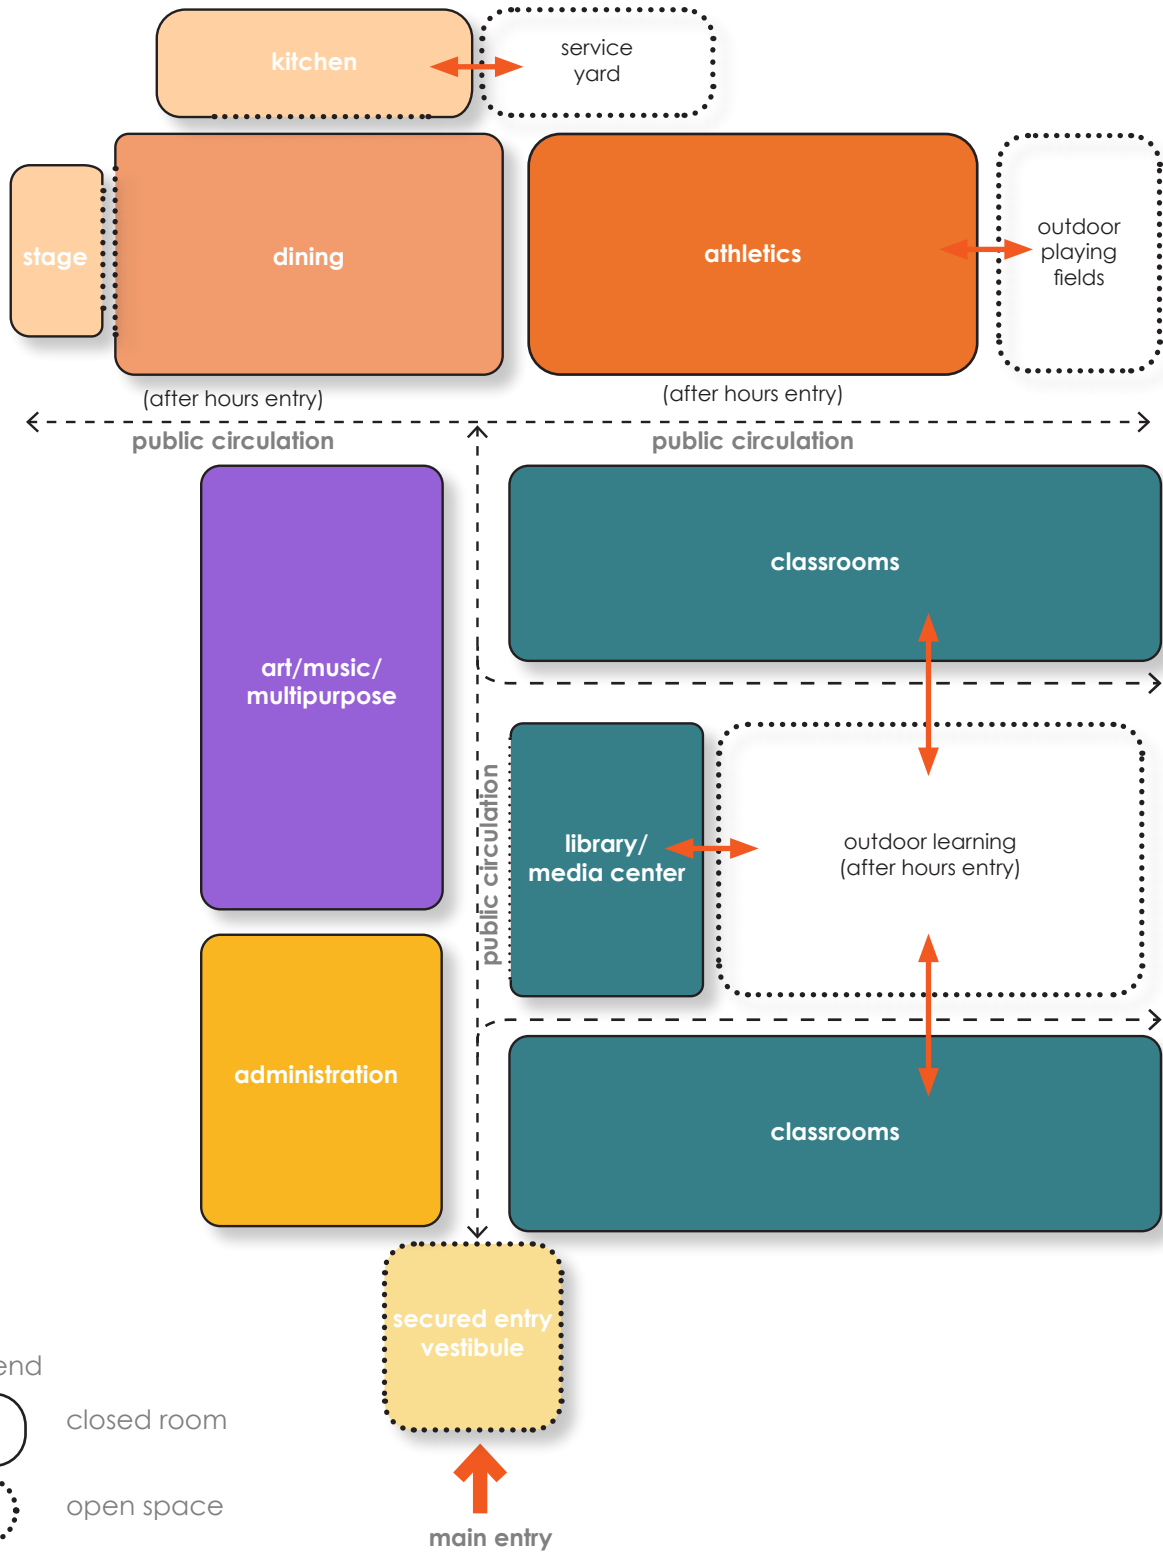 kitchen
service
yard
stage
dining
athletics
outdoor
playing
fields
(after hours entry)
(after hours entry)
public circulation
public circulation
classrooms
art/music/
multipurpose
public circulation
library/
media center
outdoor learning
(after hours entry)
administration
classrooms
secured entry
vestibule
end
closed room
open space
main entry